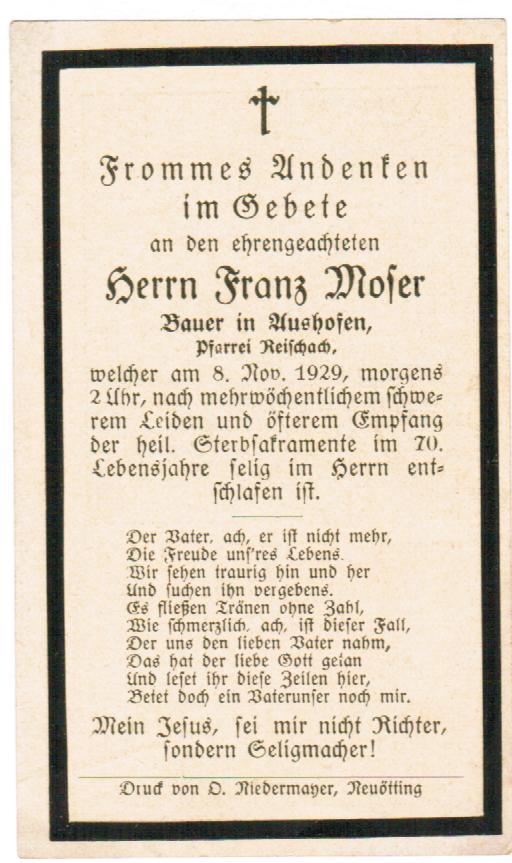 Frommes Andenken
im Gebete
an den ehrengeachteten
Herrn Franz Moser
Bauer in Aushofen,
Pfarrei Reischach,
welcher am 8. Nov. 1929, morgens
2 Uhr, nach mehrwöchentlichem schwe-
rem Leiden und öfterem Empfang
der heil. Sterbsakramente im 70.
Lebensjahre selig im Herrn ent-
schlafen ist.
Der Vater, ach, er ist nicht mehr,
Die Freude uns'res Lebens.
Wir sehen traurig hin und her
Und suchen ihn vergebens.
Es fließen Tränen ohne Zahl,
Wie schmerzlich, ach, ist dieser Fall,
Der uns den lieben Vater nahm,
Das hat der liebe Gott getan
Und leset ihr diese Zeilen hier,
Betet doch ein Vaterunser noch mir.
Mein Jesus, sei mir nicht Richter,
sondern Seligmacher!
Druck von O. Niedermayer, Neuötting